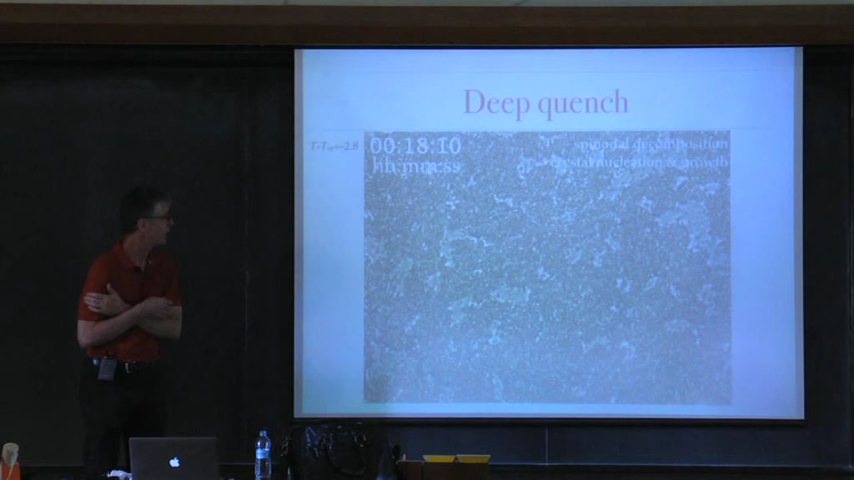 Deep quench
00:18:10 spinodal decomposition
hh:mm:ss nucleation & growth